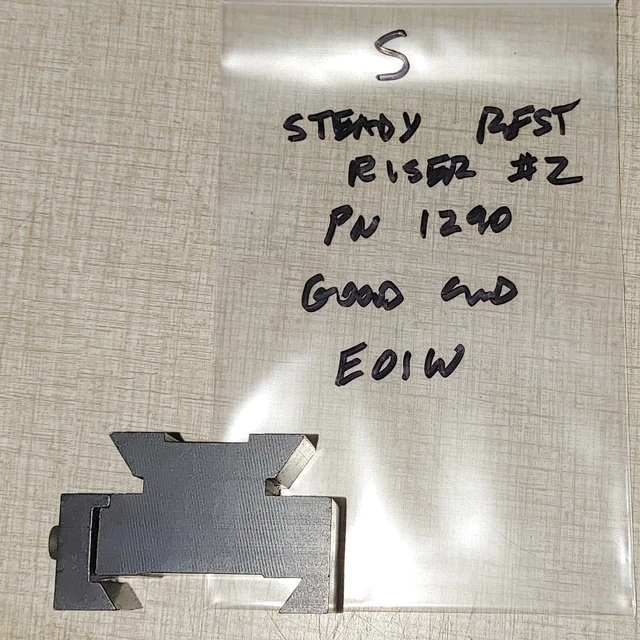 S
STEADY REST
RISER #2
PN 1290
GOOD CND
E01W